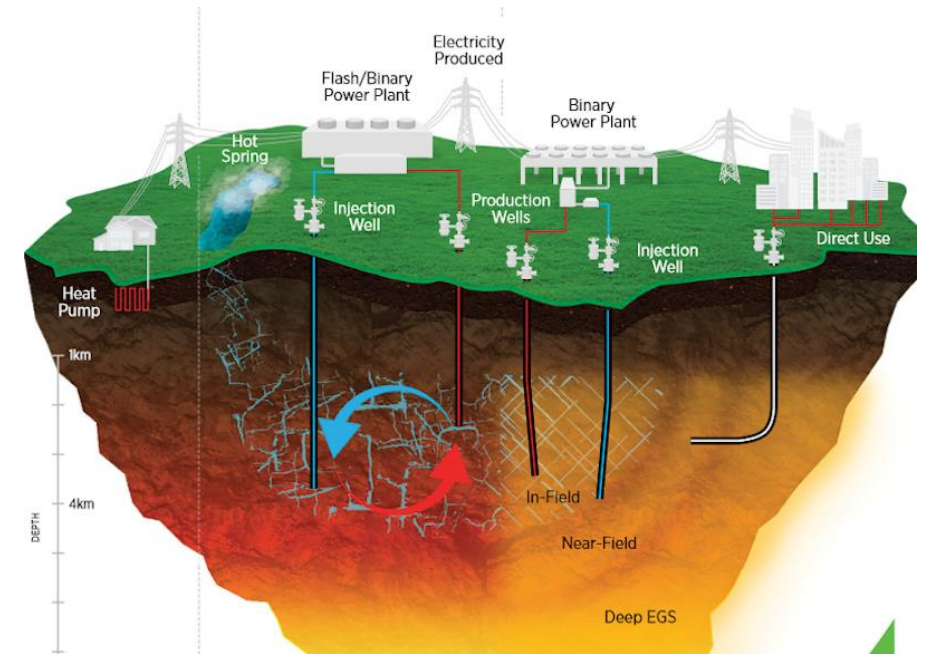 Electricity
Produced
Flash/Binary
Power Plant
Binary
Power Plant
Hot
Spring
Injection
Well
Production
Wells
Injection
Well
Direct Use
Heat
Pump
1km
4km
DEPTH
In-Field
Near-Field
Deep EGS